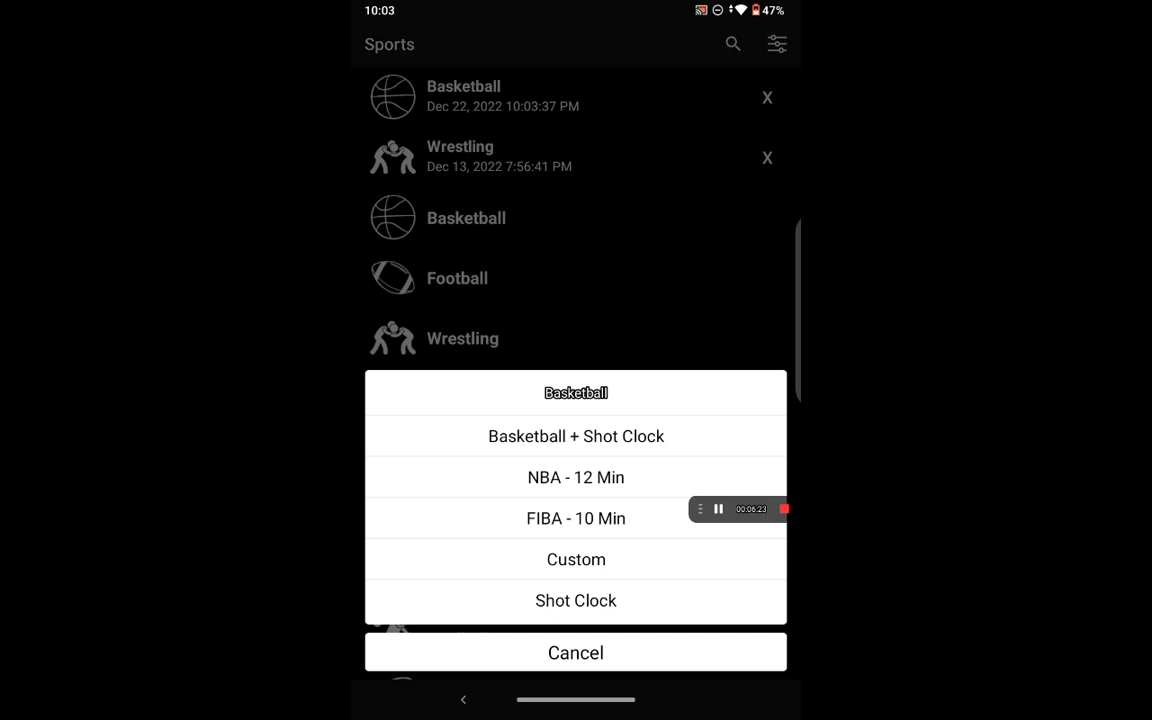 10:03
47%
Sports
Basketball
Dec 22, 2022 10:03:37 PM
X
Wrestling
Dec 13, 2022 7:56:41 PM
X
Basketball
Football
Wrestling
Basketball
Basketball + Shot Clock
NBA - 12 Min
FIBA - 10 Min
00:06:23
Custom
Shot Clock
Cancel